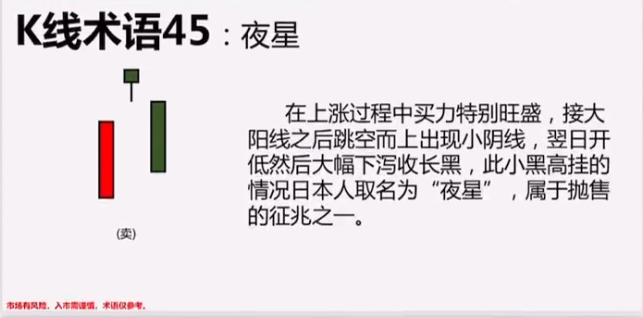 K线术语45：夜星
在上涨过程中买力特别旺盛，接大
阳线之后跳空而上出现小阴线，翌日开
低然后大幅下泻收长黑，此小黑高挂的
情况日本人取名为“夜星”，属于抛售
的征兆之一。
(卖)
市场有风险，入市需谨慎，术语仅参考。